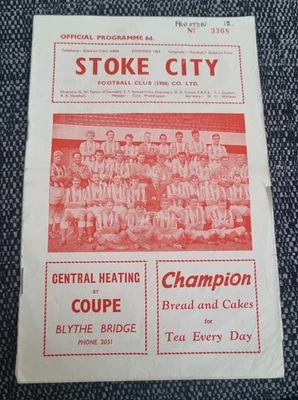 OFFICIAL PROGRAMME 6d.
No 3308
STOKE CITY
FOOTBALL CLUB (1908) CO. LTD.
CENTRAL HEATING
AT
COUPE
BLYTHE BRIDGE
PHONE 2051
Champion
Bread and Cakes
for
Tea Every Day